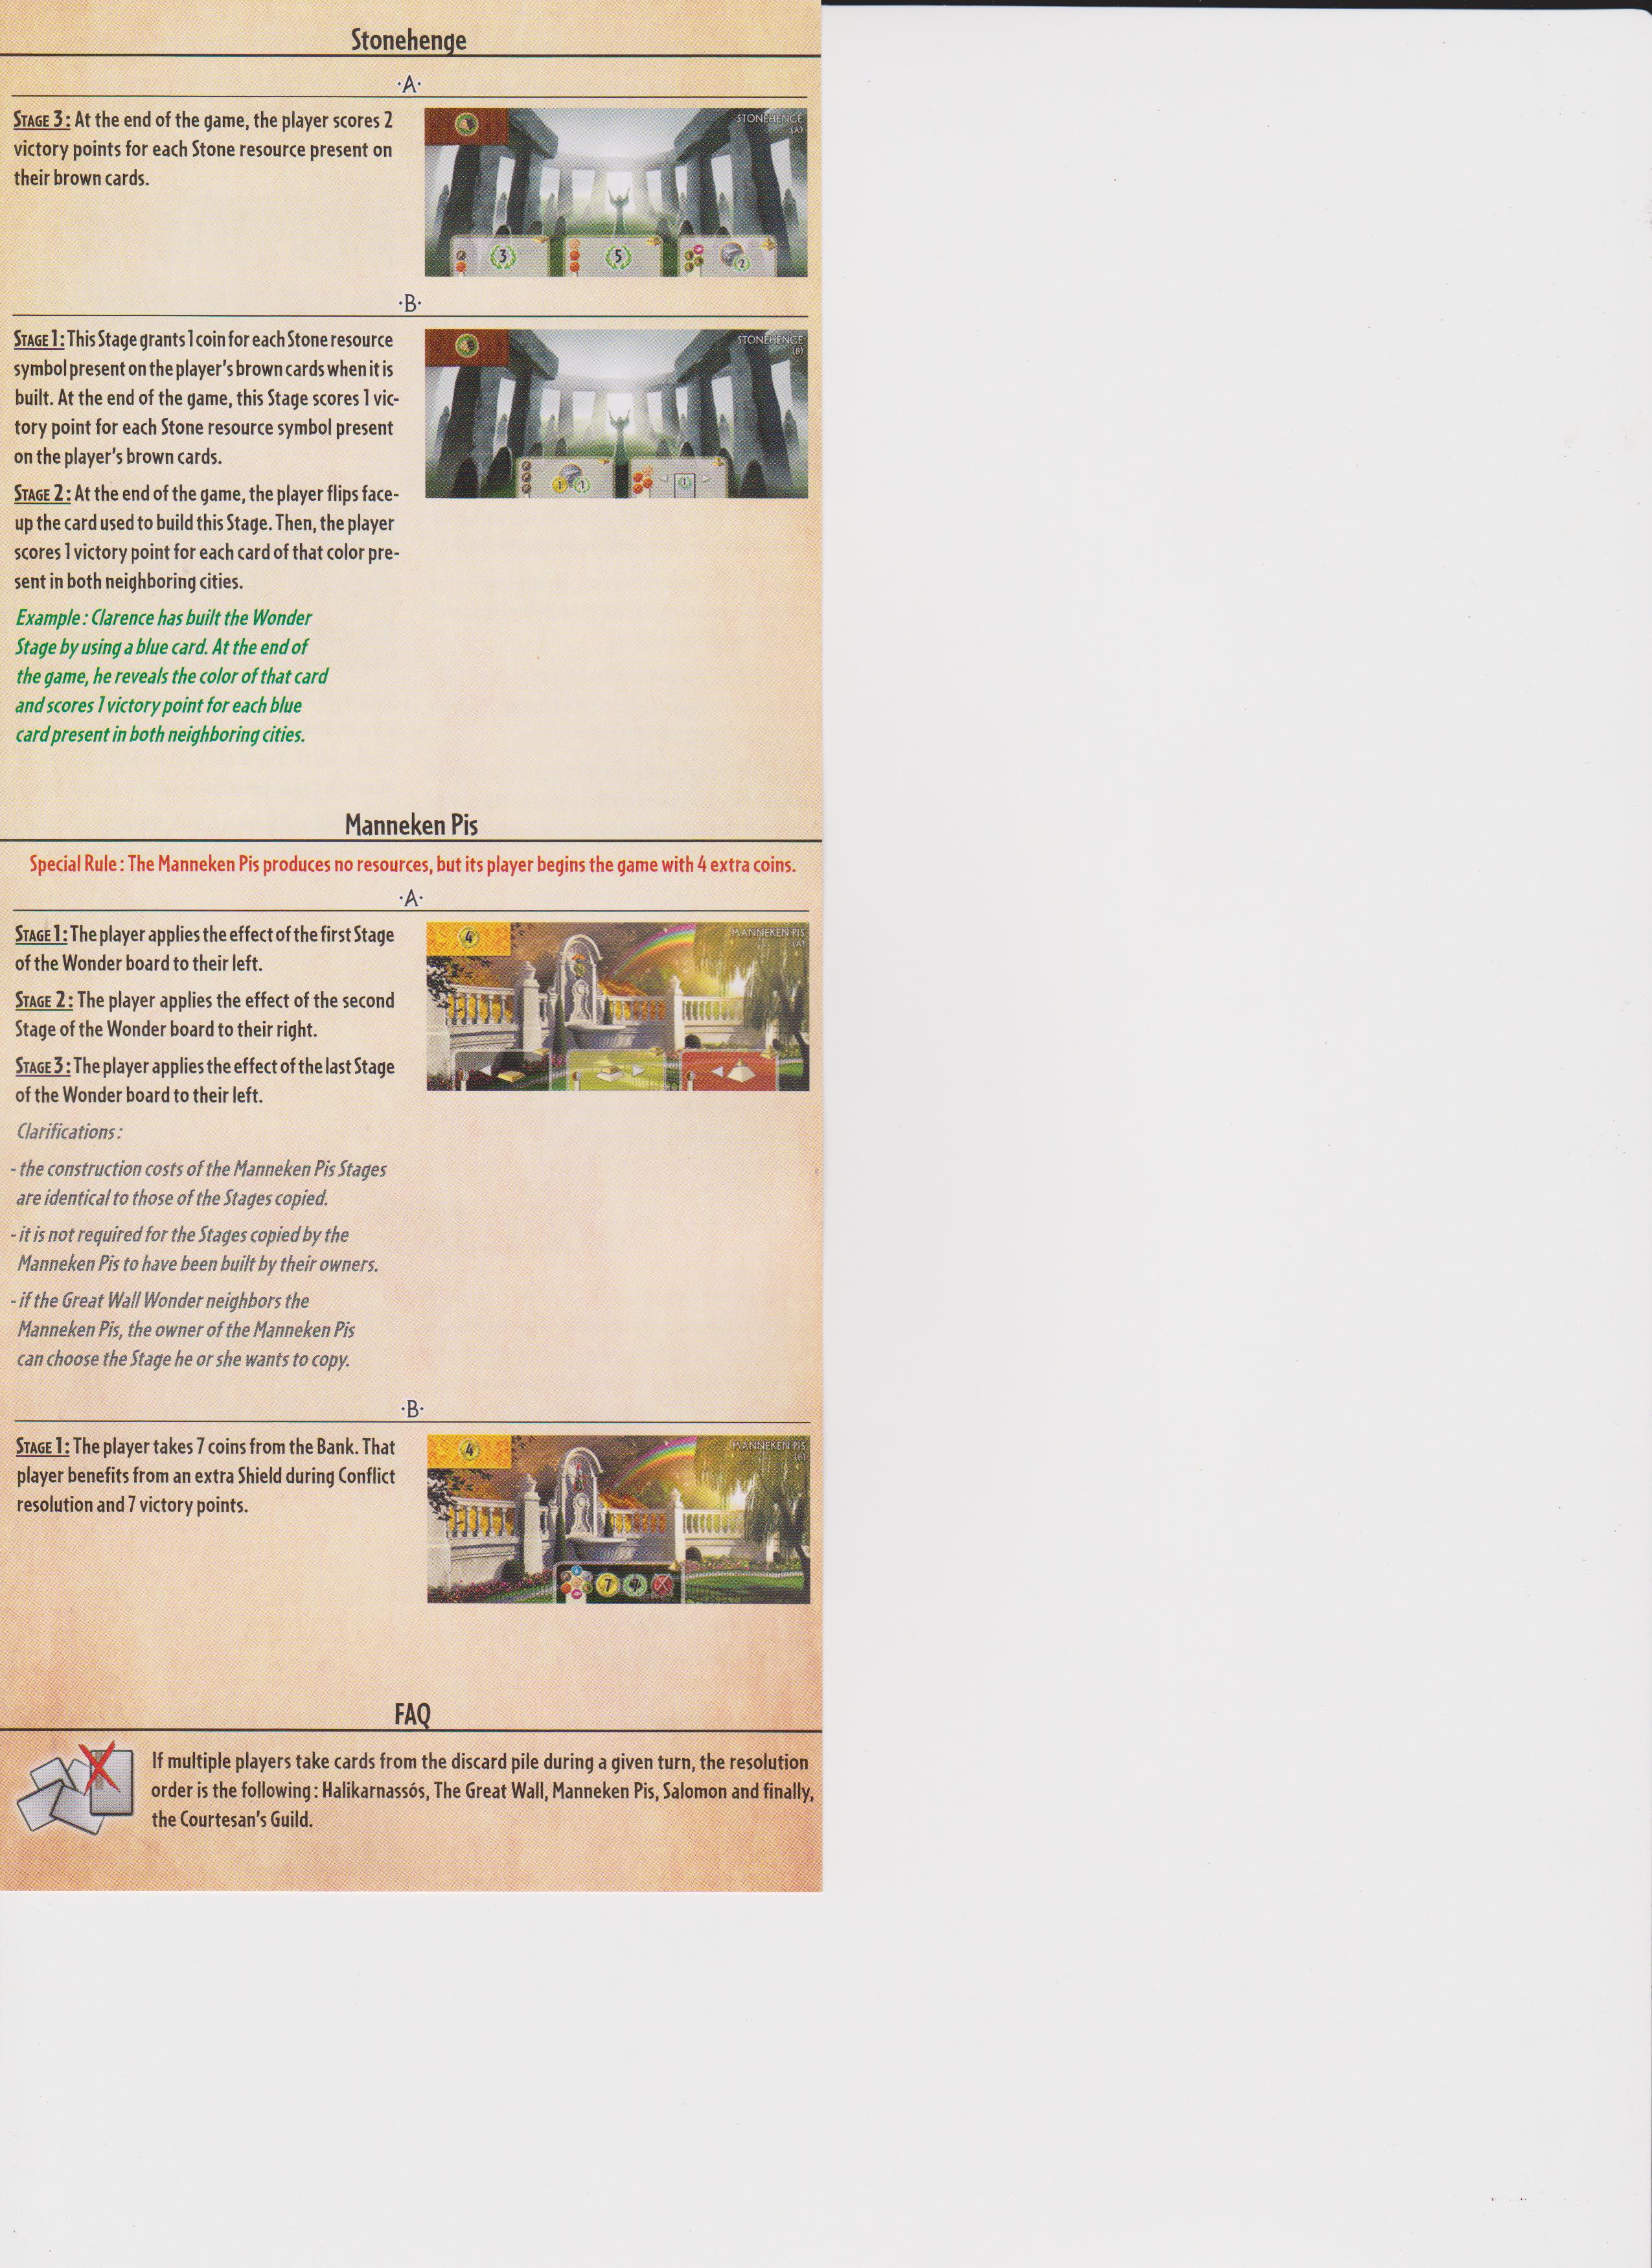 Stonehenge
·A·
STAGE 3: At the end of the game, the player scores 2
victory points for each Stone resource present on
their brown cards.
STONEHENGE
(A)
3
5
2
·B·
STAGE 1: This Stage grants 1 coin for each Stone resource
symbol present on the player's brown cards when it is
built. At the end of the game, this Stage scores 1 vic-
tory point for each Stone resource symbol present
on the player's brown cards.
STAGE 2: At the end of the game, the player flips face-
up the card used to build this Stage. Then, the player
scores 1 victory point for each card of that color pre-
sent in both neighboring cities.
Example : Clarence has built the Wonder
Stage by using a blue card. At the end of
the game, he reveals the color of that card
and scores 1 victory point for each blue
card present in both neighboring cities.
STONEHENGE
(B)
1
1
1
Manneken Pis
Special Rule : The Manneken Pis produces no resources, but its player begins the game with 4 extra coins.
·A·
STAGE 1: The player applies the effect of the first Stage
of the Wonder board to their left.
STAGE 2: The player applies the effect of the second
Stage of the Wonder board to their right.
STAGE 3: The player applies the effect of the last Stage
of the Wonder board to their left.
Clarifications :
- the construction costs of the Manneken Pis Stages
are identical to those of the Stages copied.
- it is not required for the Stages copied by the
Manneken Pis to have been built by their owners.
- if the Great Wall Wonder neighbors the
Manneken Pis, the owner of the Manneken Pis
can choose the Stage he or she wants to copy.
4
MANNEKEN PIS
(A)
·B·
STAGE 1: The player takes 7 coins from the Bank. That
player benefits from an extra Shield during Conflict
resolution and 7 victory points.
4
MANNEKEN PIS
(B)
7
7
FAQ
If multiple players take cards from the discard pile during a given turn, the resolution
order is the following : Halikarnassós, The Great Wall, Manneken Pis, Salomon and finally,
the Courtesan's Guild.